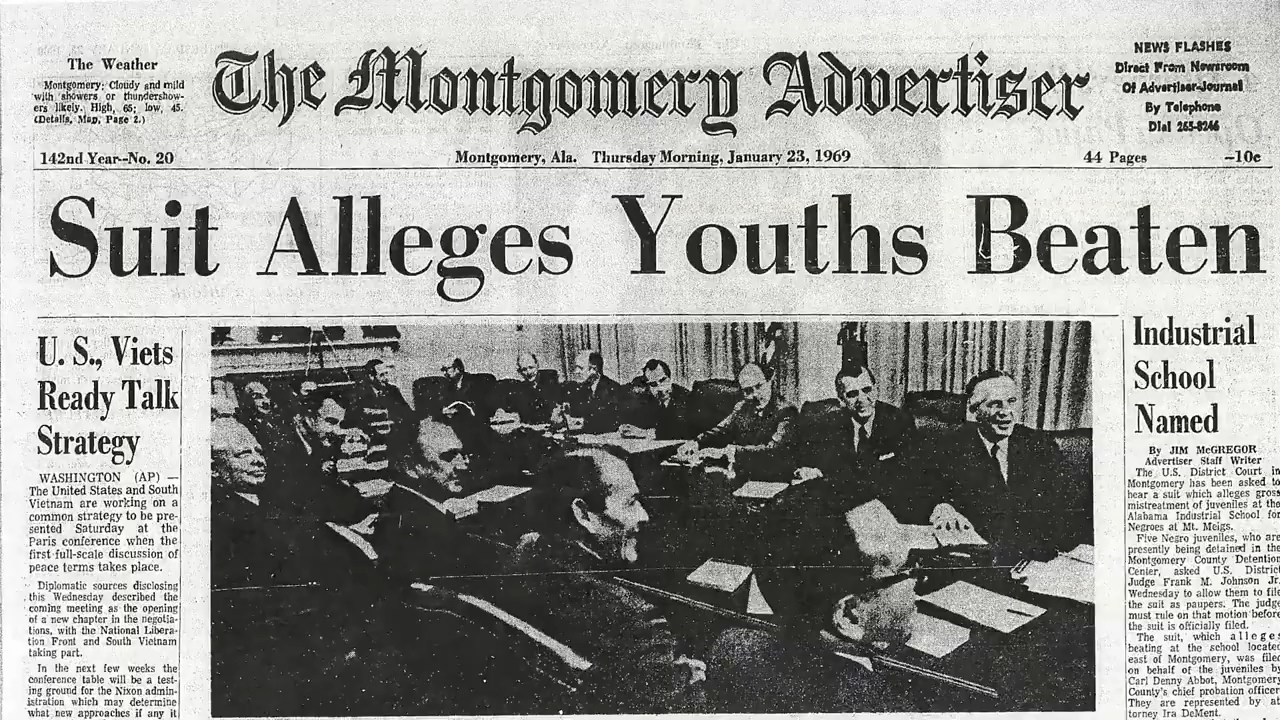 The Weather
Montgomery: Cloudy and mild
with showers or thundershow-
ers likely. High, 65; low, 45.
(Details, Map, Page 2.)
The Montgomery Advertiser
NEWS FLASHES
Direct From Newsroom
Of Advertiser-Journal
By Telephone
Dial 265-8246
142nd Year--No. 20
Montgomery, Ala. Thursday Morning, January 23, 1969
44 Pages
—10c
Suit Alleges Youths Beaten
U. S., Viets
Ready Talk
Strategy
WASHINGTON (AP) —
The United States and South
Vietnam are working on a
common strategy to be pre-
sented Saturday at the
Paris conference when the
first full-scale discussion of
peace terms takes place.
Diplomatic sources disclosing
this Wednesday described the
coming meeting as the opening
of a new chapter in the negotia-
tions, with the National Libera-
tion Front and South Vietnam
taking part.
In the next few weeks the
conference table will be a test-
ing ground for the Nixon admin-
istration which may determine
what new approaches if any it
Industrial
School
Named
By JIM McGREGOR
Advertiser Staff Writer
The U.S. District Court in
Montgomery has been asked to
hear a suit which alleges gross
mistreatment of juveniles at the
Alabama Industrial School for
Negroes at Mt. Meigs.
Five Negro juveniles, who are
presently being detained in the
Montgomery County Detention
Center, asked U.S. District
Judge Frank M. Johnson Jr.
Wednesday to allow them to file
the suit as paupers. The judge
must rule on that motion before
the suit is officially filed.
The suit, which alleges
beating at the school located
east of Montgomery, was filed
on behalf of the juveniles by
Carl Denny Abbot, Montgomery
County's chief probation officer.
They are represented by at-
torney Ira DeMent.